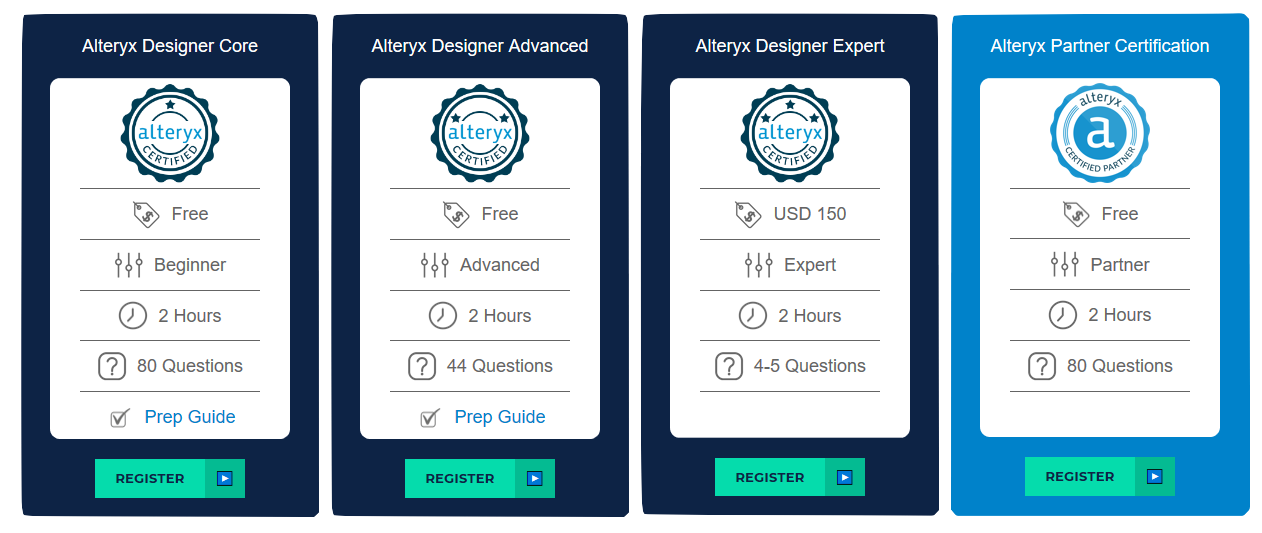 Alteryx Designer Core
alteryx
CERTIFIED
Free
Beginner
2 Hours
80 Questions
Prep Guide
REGISTER
Alteryx Designer Advanced
alteryx
CERTIFIED
Free
Advanced
2 Hours
44 Questions
Prep Guide
REGISTER
Alteryx Designer Expert
alteryx
CERTIFIED
USD 150
Expert
2 Hours
4-5 Questions
REGISTER
Alteryx Partner Certification
alteryx
a
CERTIFIED PARTNER
Free
Partner
2 Hours
80 Questions
REGISTER